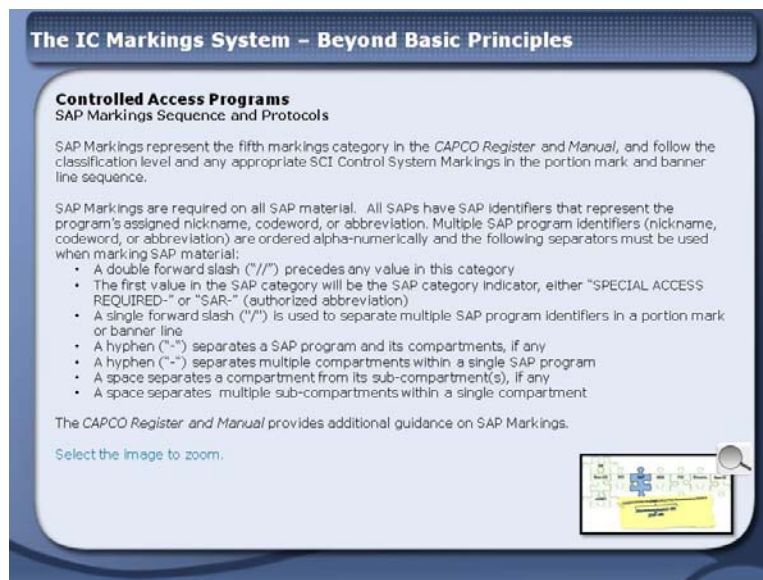 The IC Markings System – Beyond Basic Principles
Controlled Access Programs
SAP Markings Sequence and Protocols
SAP Markings represent the fifth markings category in the CAPCO Register and Manual, and follow the
classification level and any appropriate SCI Control System Markings in the portion mark and banner
line sequence.
SAP Markings are required on all SAP material.  All SAPs have SAP identifiers that represent the
program's assigned nickname, codeword, or abbreviation. Multiple SAP program identifiers (nickname,
codeword, or abbreviation) are ordered alpha-numerically and the following separators must be used
when marking SAP material:
• A double forward slash ("//") precedes any value in this category
• The first value in the SAP category will be the SAP category indicator, either "SPECIAL ACCESS
REQUIRED-" or "SAR-" (authorized abbreviation)
• A single forward slash ("/") is used to separate multiple SAP program identifiers in a portion mark
or banner line
• A hyphen ("-") separates a SAP program and its compartments, if any
• A hyphen ("-") separates multiple compartments within a single SAP program
• A space separates a compartment from its sub-compartment(s), if any
• A space separates  multiple sub-compartments within a single compartment
The CAPCO Register and Manual provides additional guidance on SAP Markings.
Select the image to zoom.